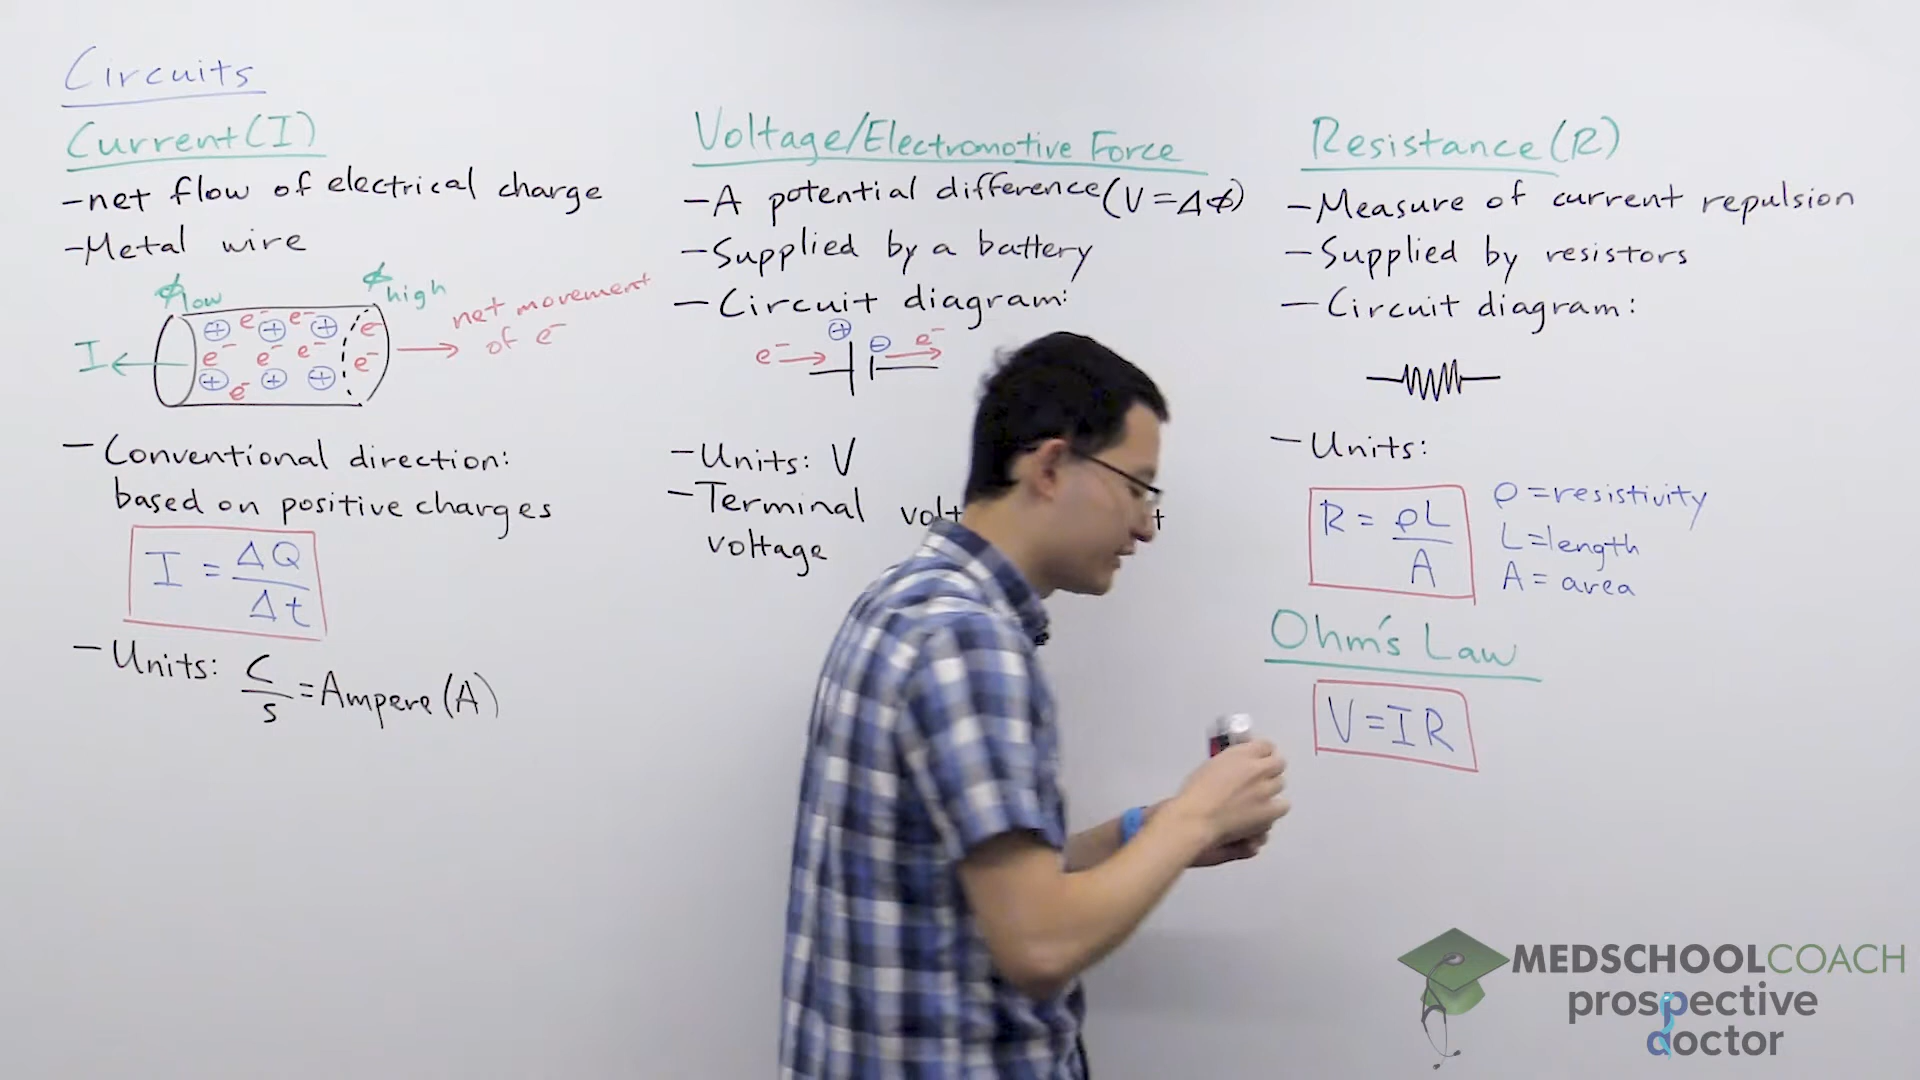 Circuits
Current (I)
-net flow of electrical charge
-Metal wire
ϕlow
ϕhigh
net movement
of e⁻
I
⊕ e⁻ ⊕ e⁻ ⊕ e⁻
e⁻ e⁻ e⁻ e⁻
⊕ e⁻ ⊕ ⊕
- Conventional direction:
based on positive charges
I = ΔQ/Δt
- Units: C/s = Ampere (A)
Voltage/Electromotive Force
-A potential difference (V = Δϕ)
-Supplied by a battery
- Circuit diagram:
⊕ ⊖ e⁻
e⁻
-Units: V
-Terminal
voltage
Resistance (R)
-Measure of current repulsion
-Supplied by resistors
- Circuit diagram:
- Units:
R = ρL/A
ρ = resistivity
L = length
A = area
Ohm's Law
V = IR
MEDSCHOOLCOACH
prospective
doctor